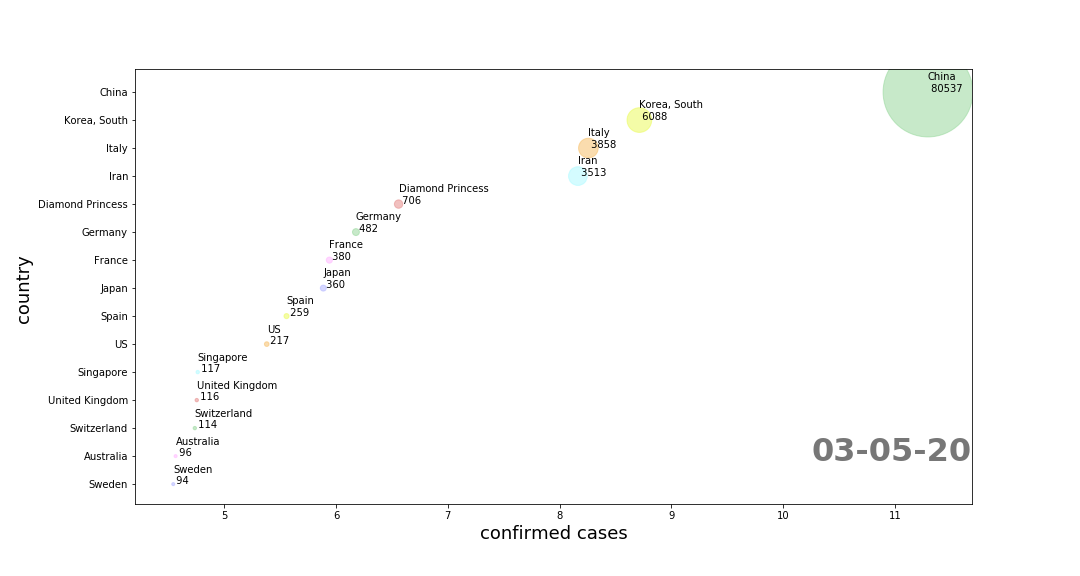 China
China
80537
Korea, South
Korea, South
6088
Italy
Italy
3858
Iran
Iran
3513
Diamond Princess
Diamond Princess
706
Germany
Germany
482
France
France
380
Japan
Japan
360
Spain
Spain
259
US
US
217
Singapore
Singapore
117
United Kingdom
United Kingdom
116
Switzerland
Switzerland
114
Australia
Australia
96
Sweden
Sweden
94
03-05-20
country
5 6 7 8 9 10 11
confirmed cases